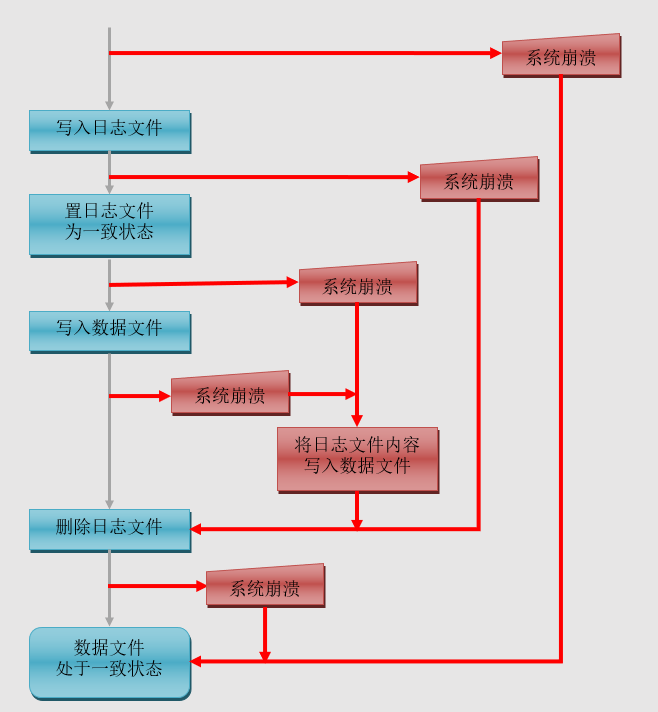 系统崩溃
写入日志文件
系统崩溃
置日志文件
为一致状态
系统崩溃
写入数据文件
系统崩溃
将日志文件内容
写入数据文件
删除日志文件
系统崩溃
数据文件
处于一致状态